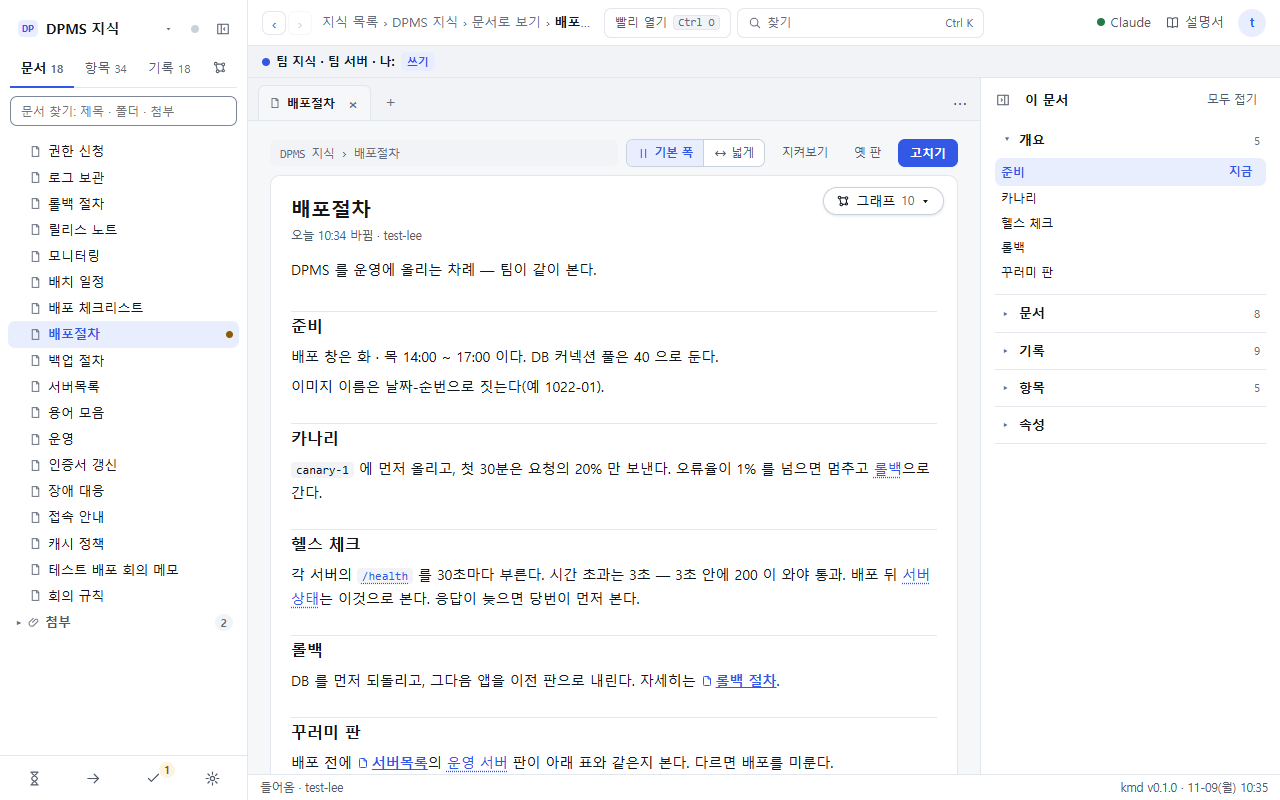 DP DPMS 지식
문서 18 항목 34 기록 18
문서 찾기: 제목 · 폴더 · 첨부
권한 신청
로그 보관
롤백 절차
릴리스 노트
모니터링
배치 일정
배포 체크리스트
배포절차
백업 절차
서버목록
용어 모음
운영
인증서 갱신
장애 대응
접속 안내
캐시 정책
테스트 배포 회의 메모
회의 규칙
첨부 2
1
지식 목록 › DPMS 지식 › 문서로 보기 › 배포...
빨리 열기 Ctrl O
찾기 Ctrl K
Claude
설명서
t
팀 지식 · 팀 서버 · 나: 쓰기
배포절차 × +
DPMS 지식 › 배포절차
기본 폭 넓게 지켜보기 옛 판 고치기
배포절차
그래프 10
오늘 10:34 바뀜 · test-lee
DPMS 를 운영에 올리는 차례 — 팀이 같이 본다.
준비
배포 창은 화 · 목 14:00 ~ 17:00 이다. DB 커넥션 풀은 40 으로 둔다.
이미지 이름은 날짜-순번으로 짓는다(예 1022-01).
카나리
canary-1 에 먼저 올리고, 첫 30분은 요청의 20% 만 보낸다. 오류율이 1% 를 넘으면 멈추고 롤백으로
간다.
헬스 체크
각 서버의 /health 를 30초마다 부른다. 시간 초과는 3초 — 3초 안에 200 이 와야 통과. 배포 뒤 서버
상태는 이것으로 본다. 응답이 늦으면 당번이 먼저 본다.
롤백
DB 를 먼저 되돌리고, 그다음 앱을 이전 판으로 내린다. 자세히는 롤백 절차.
꾸러미 판
배포 전에 서버목록의 운영 서버 판이 아래 표와 같은지 본다. 다르면 배포를 미룬다.
이 문서 모두 접기
개요 5
준비 지금
카나리
헬스 체크
롤백
꾸러미 판
문서 8
기록 9
항목 5
속성
들어옴 · test-lee
kmd v0.1.0 · 11-09(월) 10:35